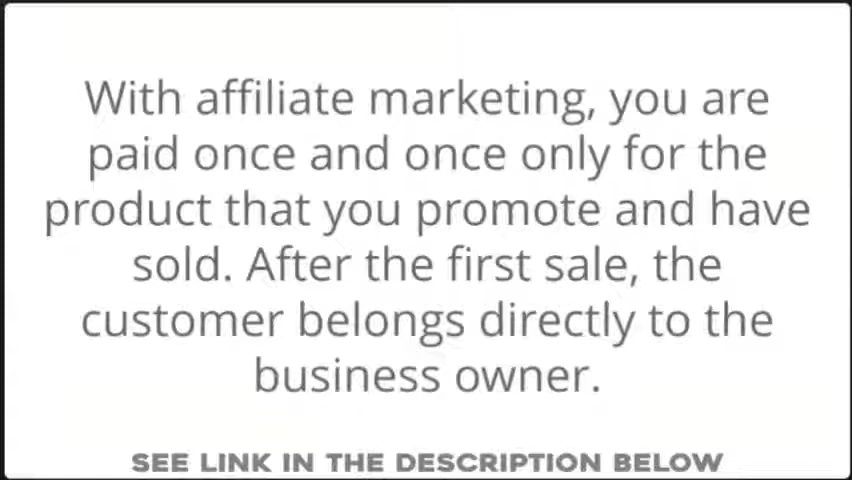 With affiliate marketing, you are
paid once and once only for the
product that you promote and have
sold. After the first sale, the
customer belongs directly to the
business owner.
SEE LINK IN THE DESCRIPTION BELOW